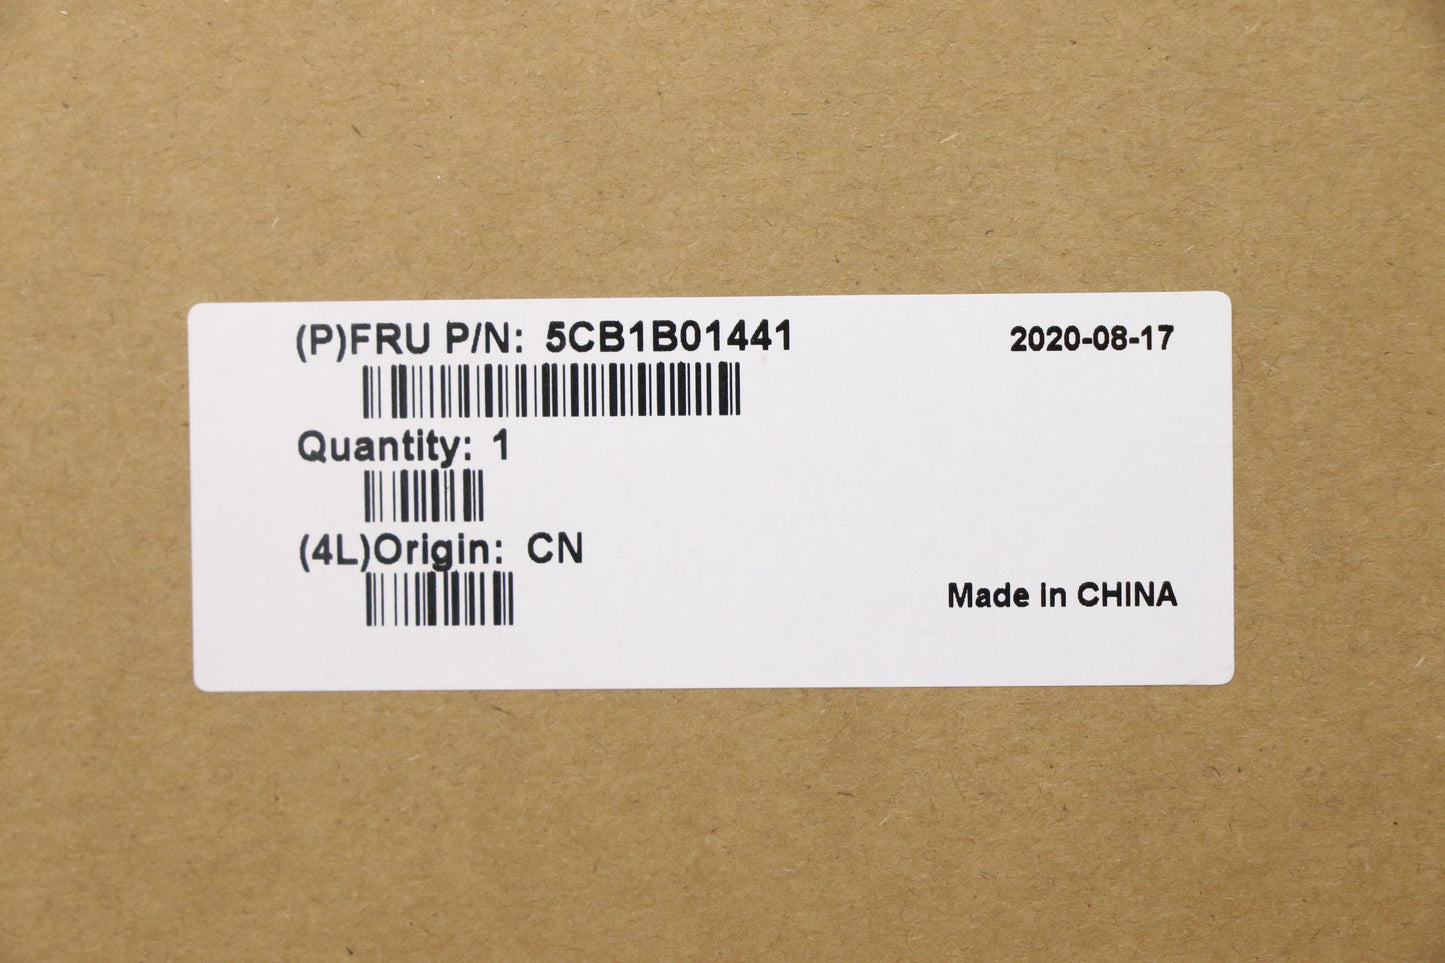 (P)FRU P/N: 5CB1B01441
2020-08-17
Quantity: 1
(4L)Origin: CN
Made in CHINA